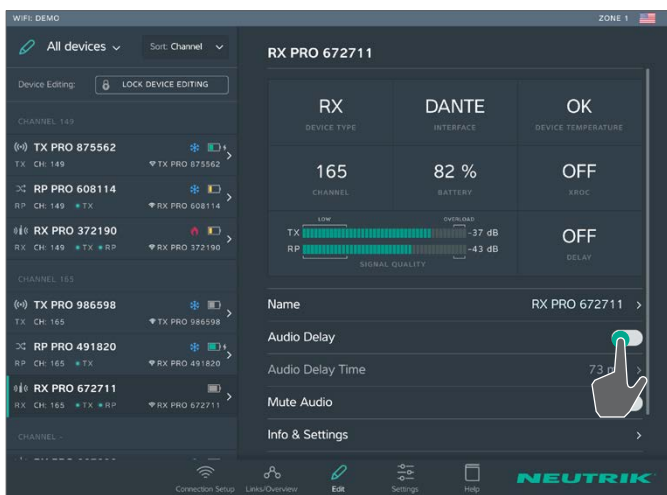 WIFI: DEMO
ZONE 1
All devices
Sort: Channel
Device Editing:
LOCK DEVICE EDITING
CHANNEL 149
TX PRO 875562
TX CH: 149
TX PRO 875562
RP PRO 608114
RP CH: 149 TX
RX PRO 608114
RX PRO 372190
RX CH: 149 TX RP
RX PRO 372190
CHANNEL 165
TX PRO 986598
TX CH: 165
TX PRO 986598
RP PRO 491820
RP CH: 165 TX
RX PRO 491820
RX PRO 672711
RX CH: 165 TX RP
RX PRO 672711
CHANNEL -
RX PRO 672711
RX
DEVICE TYPE
DANTE
INTERFACE
OK
DEVICE TEMPERATURE
165
CHANNEL
82 %
BATTERY
OFF
XROC
LOW
OVERLOAD
TX -37 dB
RP -43 dB
SIGNAL QUALITY
OFF
DELAY
Name
RX PRO 672711
Audio Delay
Audio Delay Time
73
Mute Audio
Info & Settings
Connection Setup
Links/Overview
Edit
Settings
Help
NEUTRIK